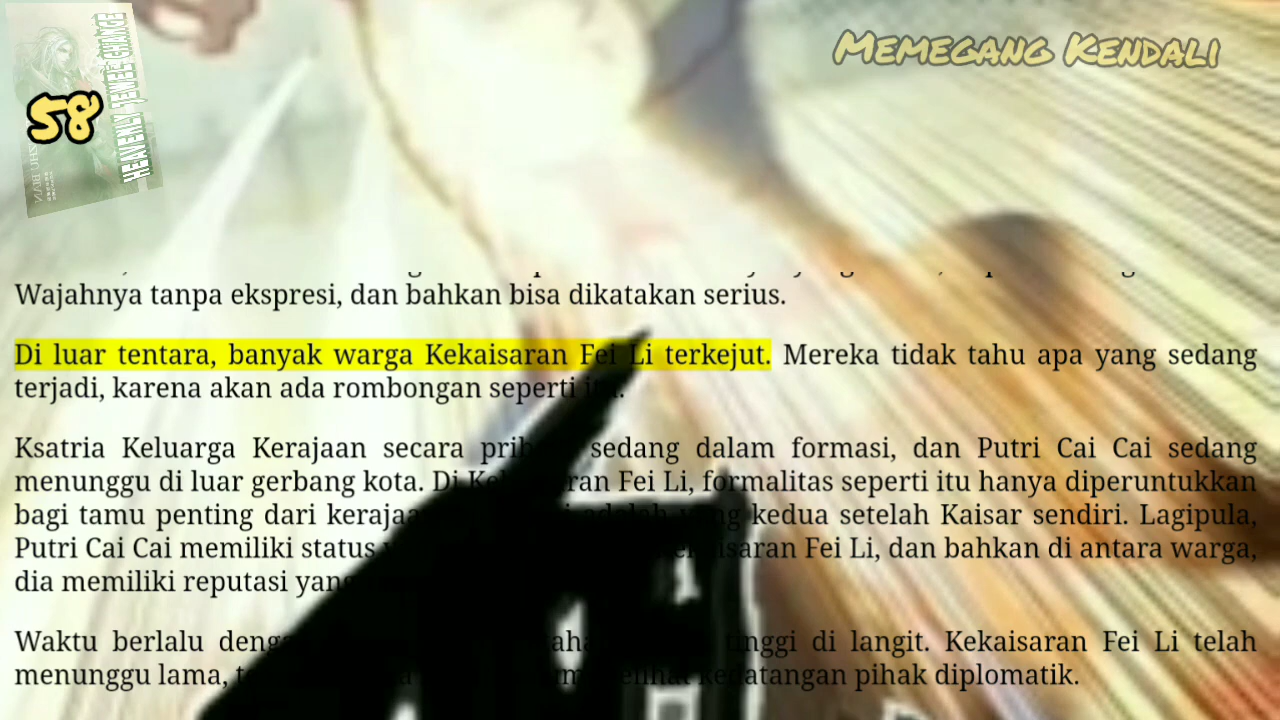 Memegang Kendali
58
HEAVENLY JEWEL CHANGE
Wajahnya tanpa ekspresi, dan bahkan bisa dikatakan serius.
Di luar tentara, banyak warga Kekaisaran Fei Li terkejut. Mereka tidak tahu apa yang sedang
terjadi, karena akan ada rombongan seperti itu.
Ksatria Keluarga Kerajaan secara sedang dalam formasi, dan Putri Cai Cai sedang
menunggu di luar gerbang kota. Di Fei Li, formalitas seperti itu hanya diperuntukkan
bagi tamu penting dari yang kedua setelah Kaisar sendiri. Lagipula,
Putri Cai Cai memiliki status Fei Li, dan bahkan di antara warga,
dia memiliki reputasi
Waktu berlalu tinggi di langit. Kekaisaran Fei Li telah
menunggu lama, kedatangan pihak diplomatik.